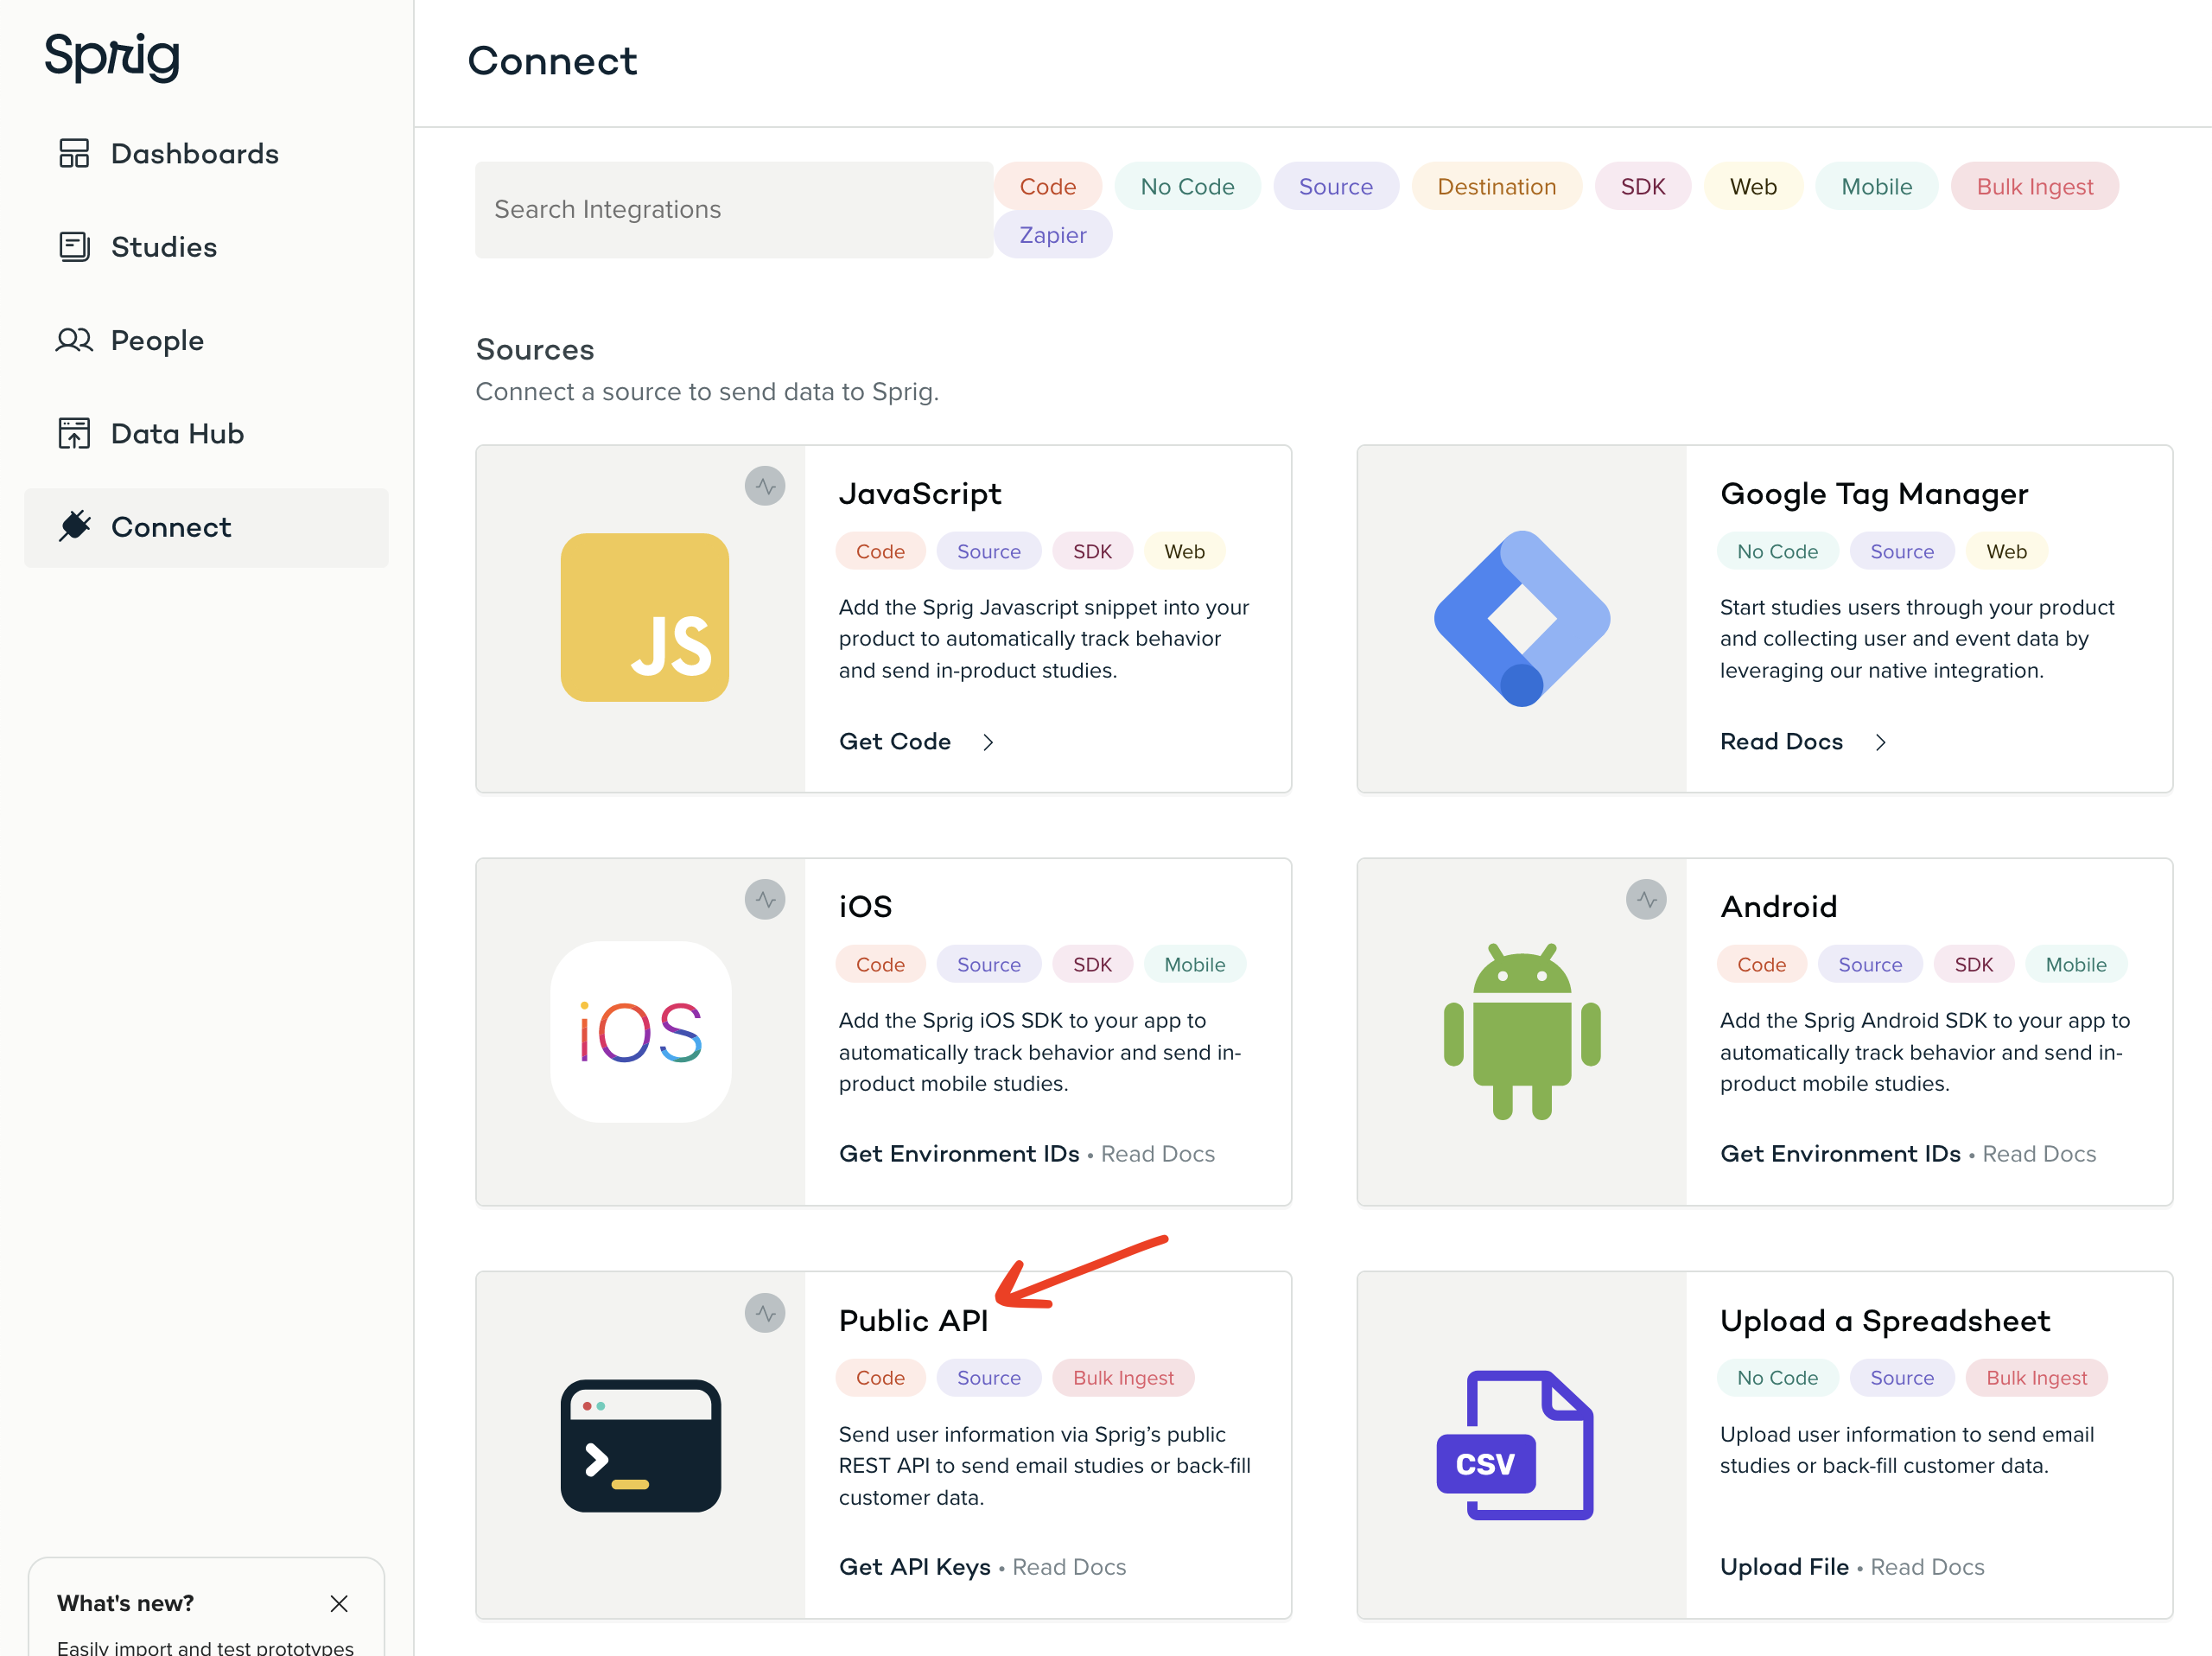 Sprig
Dashboards
Studies
People
Data Hub
Connect
What's new?
Easily import and test prototypes
Connect
Search Integrations
Code No Code Source Destination SDK Web Mobile Bulk Ingest
Zapier
Sources
Connect a source to send data to Sprig.
JS
JavaScript
Code Source SDK Web
Add the Sprig Javascript snippet into your
product to automatically track behavior
and send in-product studies.
Get Code
Google Tag Manager
No Code Source Web
Start studies users through your product
and collecting user and event data by
leveraging our native integration.
Read Docs
iOS
iOS
Code Source SDK Mobile
Add the Sprig iOS SDK to your app to
automatically track behavior and send in-
product mobile studies.
Get Environment IDs • Read Docs
Android
Code Source SDK Mobile
Add the Sprig Android SDK to your app to
automatically track behavior and send in-
product mobile studies.
Get Environment IDs • Read Docs
Public API
Code Source Bulk Ingest
Send user information via Sprig’s public
REST API to send email studies or back-fill
customer data.
Get API Keys • Read Docs
CSV
Upload a Spreadsheet
No Code Source Bulk Ingest
Upload user information to send email
studies or back-fill customer data.
Upload File • Read Docs